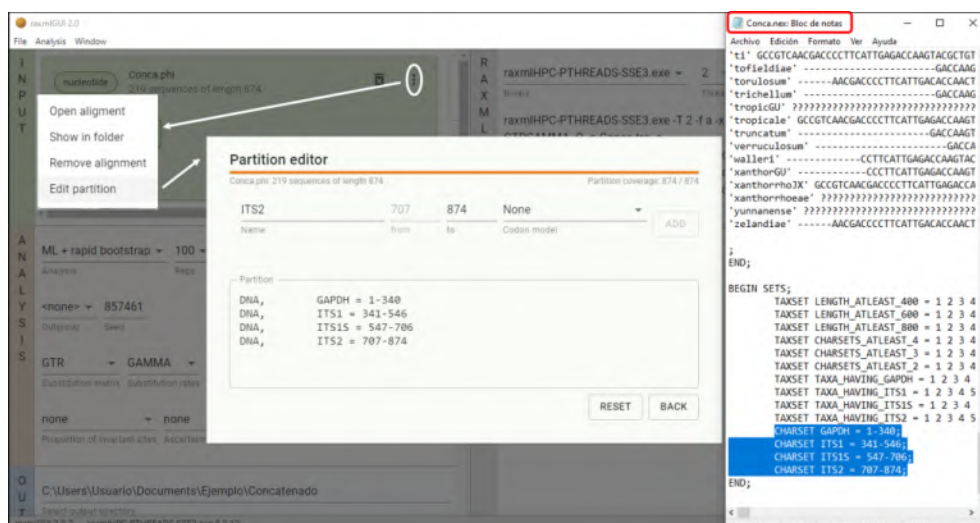 raxmlGUI 2.0
File Analysis Window
INPUT
nucleotide
Conca.phi
219 sequences of length 874
Open aligment
Show in folder
Remove alignment
Edit partition
ANALYSIS
ML + rapid bootstrap
100
Analysis
Reps
<none>
857461
Outgroup
Seed
GTR
GAMMA
Substitution matrix
Substitution rates
none
none
Proportion of invariant sites
C:\Users\Usuario\Documents\Ejemplo\Concatenado
Select output directory
OUT
RAXML
raxmlHPC-PTHREADS-SSE3.exe
2
Binary
raxmlHPC-PTHREADS-SSE3.exe -T 2 -f a -x
Partition editor
Conca.phi: 219 sequences of length 874
Partition coverage: 874 / 874
ITS2
707
874
None
ADD
Name
from
to
Codon model
Partition
DNA, GAPDH = 1-340
DNA, ITS1 = 341-546
DNA, ITS1S = 547-706
DNA, ITS2 = 707-874
RESET
BACK
Conca.nex: Bloc de notas
Archivo Edición Formato Ver Ayuda
'ti' GCCGTCAACGACCCCTTCATTGAGACCAAGTACGCTGT
'tofieldiae' --------------------GACCAAG
'torulosum' ------AACGACCCCTTCATTGACACCAACT
'trichellum' --------------------GACCAAG
'tropicGU' ????????????????????????????????
'tropicale' GCCGTCAACGACCCCTTCATTGAGACCAAGT
'truncatum' --------------------GACCAAGT
'verruculosum' ----------------------GACCA
'walleri' ------------CCTTCATTGAGACCAAGTAC
'xanthorGU' -----------CCCTTCATTGAGACCAAGT
'xanthorrhoJX' GCCGTCAACGACCCCTTCATTGAGACCA
'xanthorrhoeae' ???????????????????????????
'yunnanense' ??????????????????????????????
'zelandiae' ------AACGACCCCTTCATTGACACCAACT
;
END;
BEGIN SETS;
TAXSET LENGTH_ATLEAST_400 = 1 2 3 4
TAXSET LENGTH_ATLEAST_600 = 1 2 3 4
TAXSET LENGTH_ATLEAST_800 = 1 2 3 4
TAXSET CHARSETS_ATLEAST_4 = 1 2 3 4
TAXSET CHARSETS_ATLEAST_3 = 1 2 3 4
TAXSET CHARSETS_ATLEAST_2 = 1 2 3 4
TAXSET TAXA_HAVING_GAPDH = 1 2 3 4
TAXSET TAXA_HAVING_ITS1 = 1 2 3 4 5
TAXSET TAXA_HAVING_ITS1S = 1 2 3 4
TAXSET TAXA_HAVING_ITS2 = 1 2 3 4 5
CHARSET GAPDH = 1-340;
CHARSET ITS1 = 341-546;
CHARSET ITS1S = 547-706;
CHARSET ITS2 = 707-874;
END;